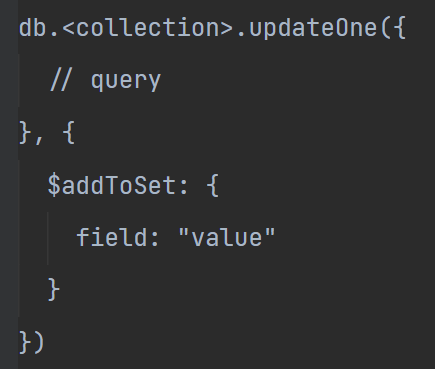 db.<collection>.updateOne({
// query
}, {
$addToSet: {
field: "value"
}
})